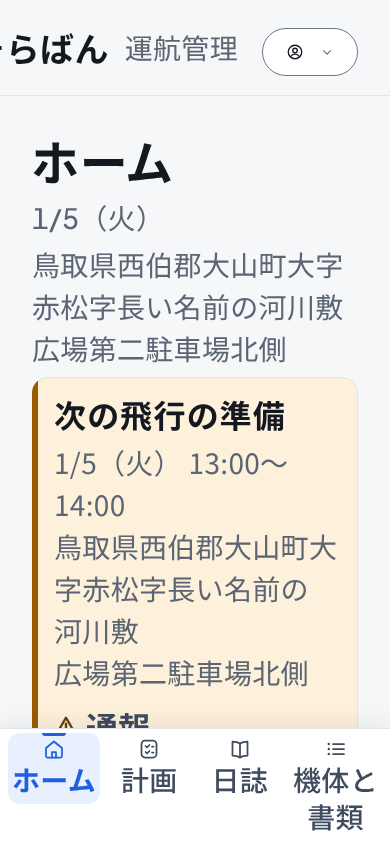 らばん 運航管理
ホーム
1/5（火）
鳥取県西伯郡大山町大字
赤松字長い名前の河川敷
広場第二駐車場北側
次の飛行の準備
1/5（火） 13:00〜
14:00
鳥取県西伯郡大山町大
字赤松字長い名前の
河川敷
広場第二駐車場北側
通報
ホーム 計画 日誌 機体と
書類